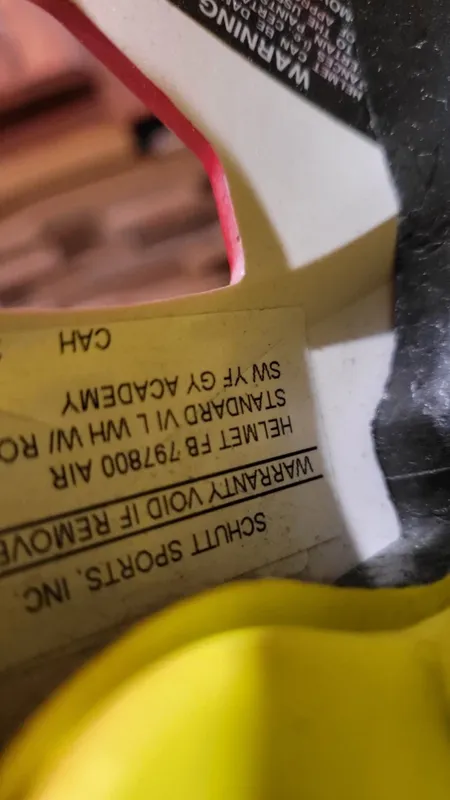 SCHUTT SPORTS, INC.
WARRANTY VOID IF REMOVE
HELMET FB 797800 AIR
STANDARD VI L WH W/ RO
SW YF GY ACADEMY
CAH
WARNING